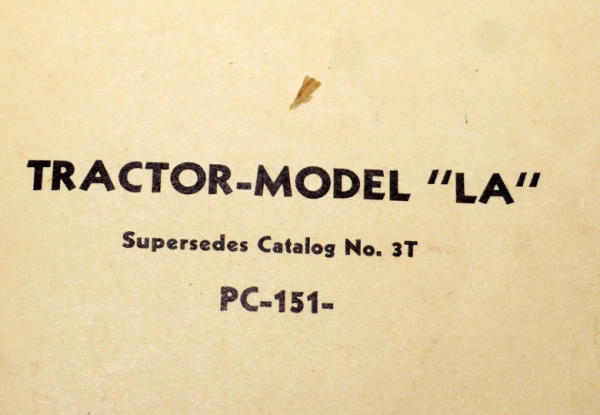 TRACTOR-MODEL "LA"
Supersedes Catalog No. 3T
PC-151-